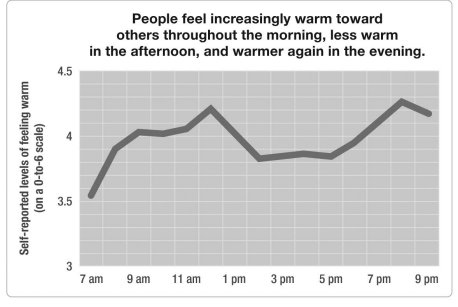 People feel increasingly warm toward
others throughout the morning, less warm
in the afternoon, and warmer again in the evening.
Self-reported levels of feeling warm
(on a 0-to-6 scale)
4.5
4
3.5
3
7 am
9 am
11 am
1 pm
3 pm
5 pm
7 pm
9 pm